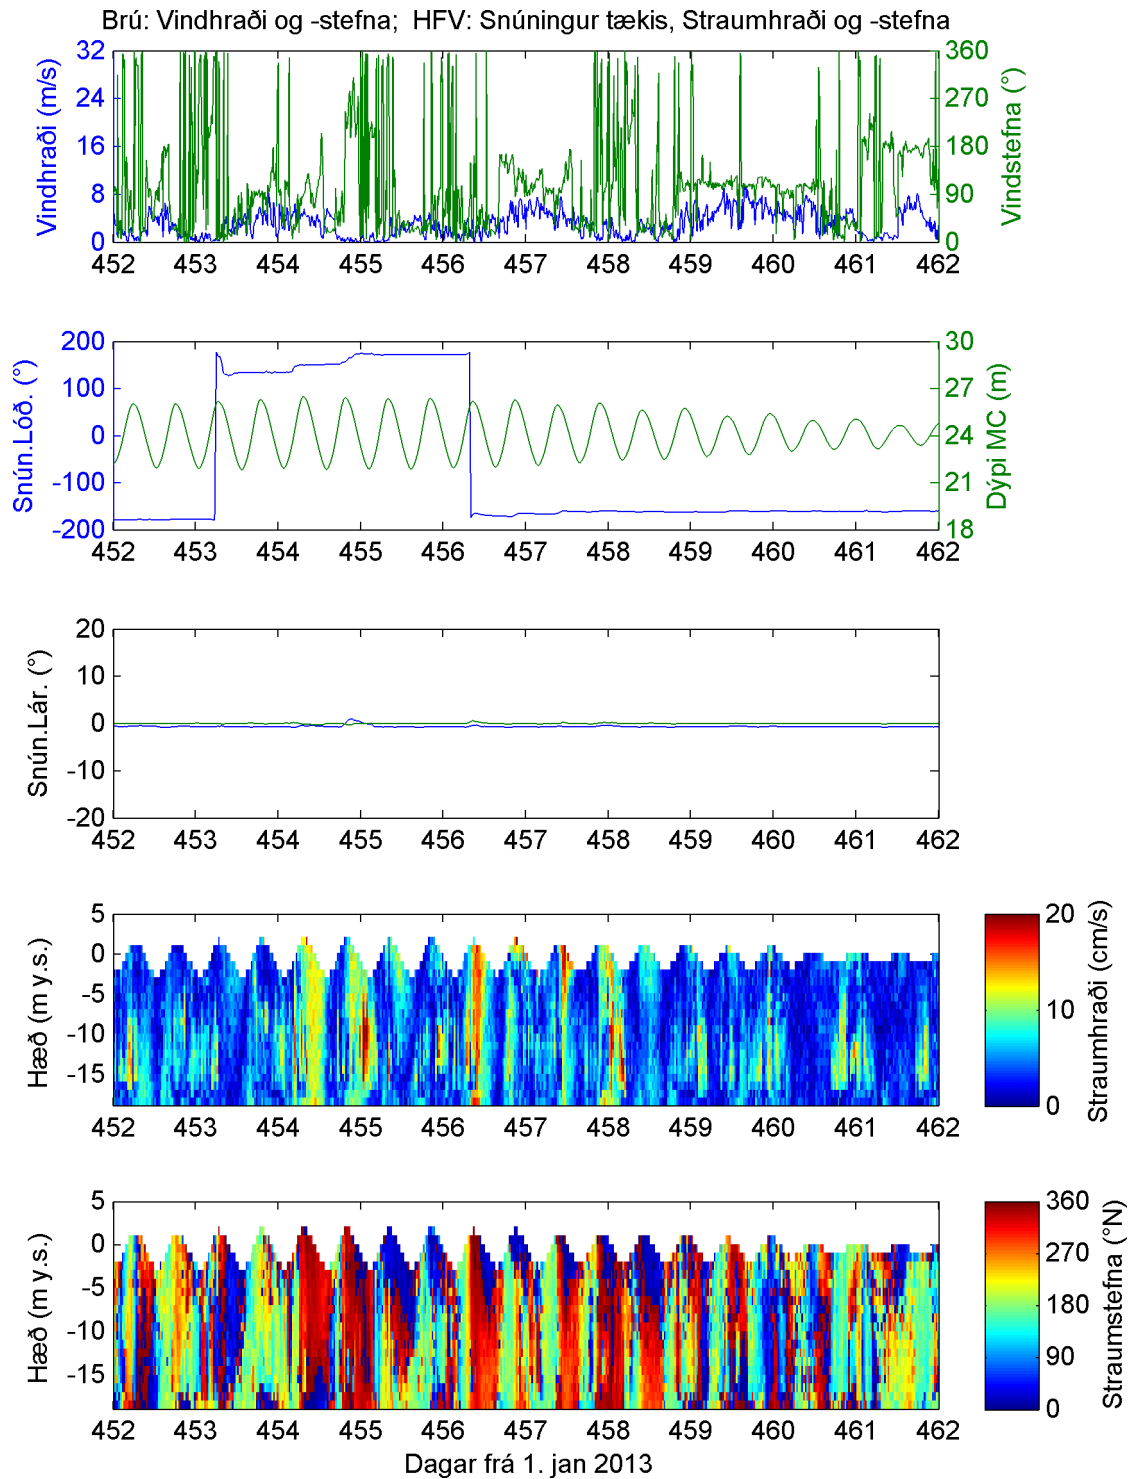 Brú: Vindhraði og -stefna;  HFV: Snúningur tækis, Straumhraði og -stefna
Vindhraði (m/s)
32
24
16
8
0
Vindstefna (°)
360
270
180
90
0
452 453 454 455 456 457 458 459 460 461 462
Snún.Lóð. (°)
200
100
0
-100
-200
Dýpi MC (m)
30
27
24
21
18
452 453 454 455 456 457 458 459 460 461 462
Snún.Lár. (°)
20
10
0
-10
-20
452 453 454 455 456 457 458 459 460 461 462
Hæð (m y.s.)
5
0
-5
-10
-15
452 453 454 455 456 457 458 459 460 461 462
20
10
0
Straumhraði (cm/s)
Hæð (m y.s.)
5
0
-5
-10
-15
452 453 454 455 456 457 458 459 460 461 462
360
270
180
90
0
Straumstefna (°N)
Dagar frá 1. jan 2013